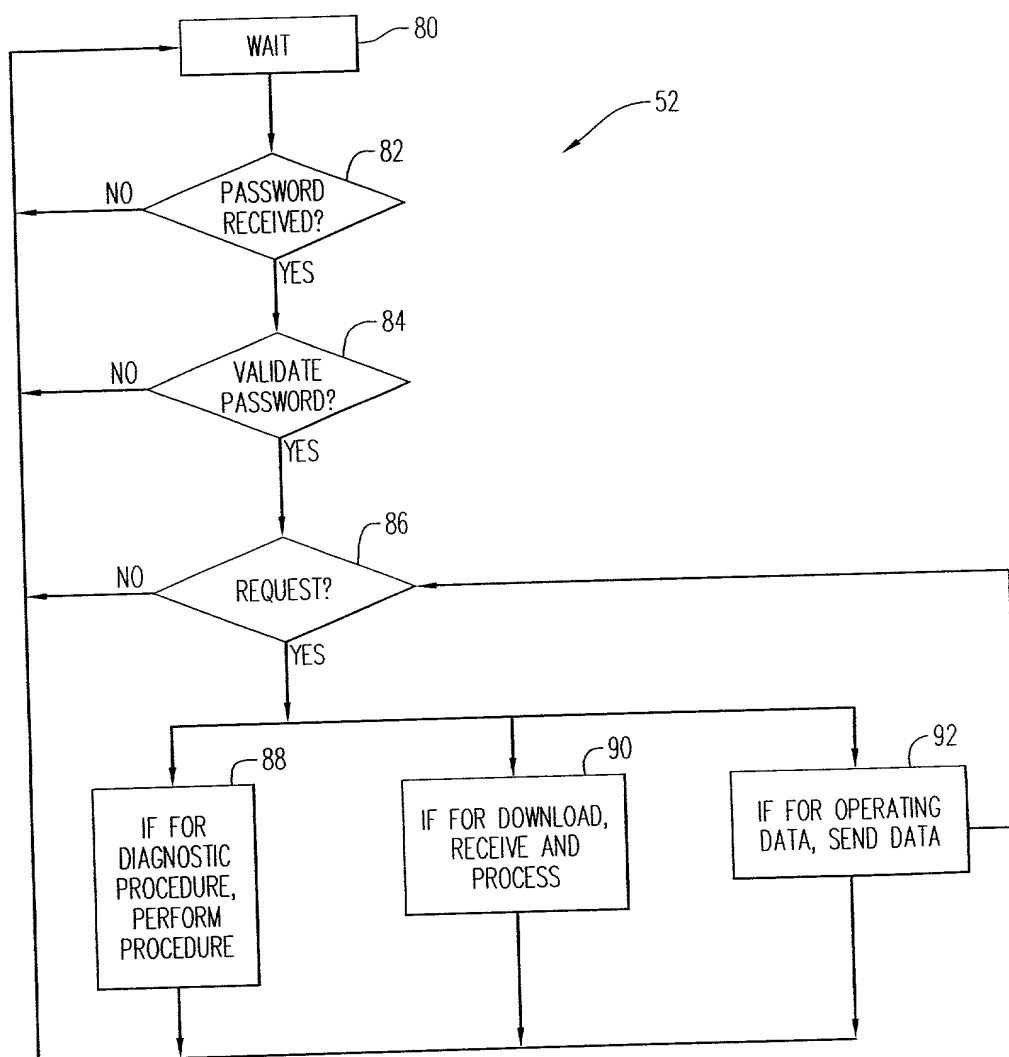 WAIT
80
52
82
PASSWORD
RECEIVED?
NO
YES
84
VALIDATE
PASSWORD?
NO
YES
86
REQUEST?
NO
YES
88
IF FOR
DIAGNOSTIC
PROCEDURE,
PERFORM
PROCEDURE
90
IF FOR DOWNLOAD,
RECEIVE AND
PROCESS
92
IF FOR OPERATING
DATA, SEND DATA